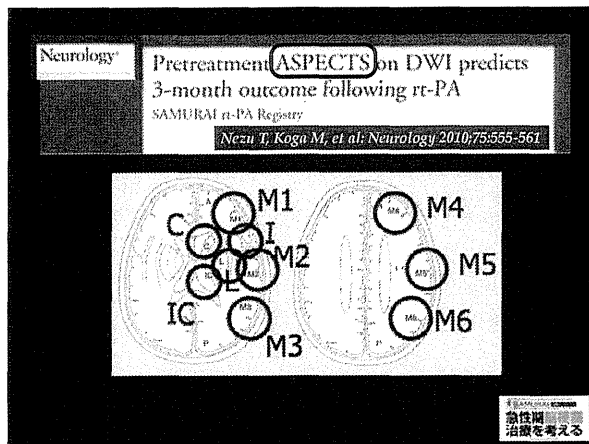 Neurology
Pretreatment ASPECTS on DWI predicts
3-month outcome following rt-PA
SAMURAI rt-PA Registry
Nezu T, Koga M, et al: Neurology 2010;75:555-561
M1
C
I
M2
L
IC
M3
M4
M5
M6
A
P
SAMURAI
急性期
治療を考える